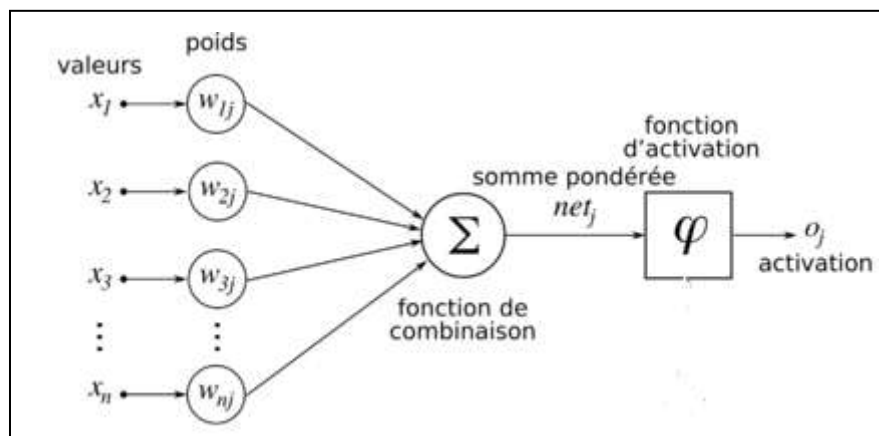 poids
valeurs
x1
w1j
x2
w2j
x3
w3j
⋮
⋮
xn
wnj
Σ
fonction de
combinaison
somme pondérée
netj
fonction
d'activation
φ
oj
activation